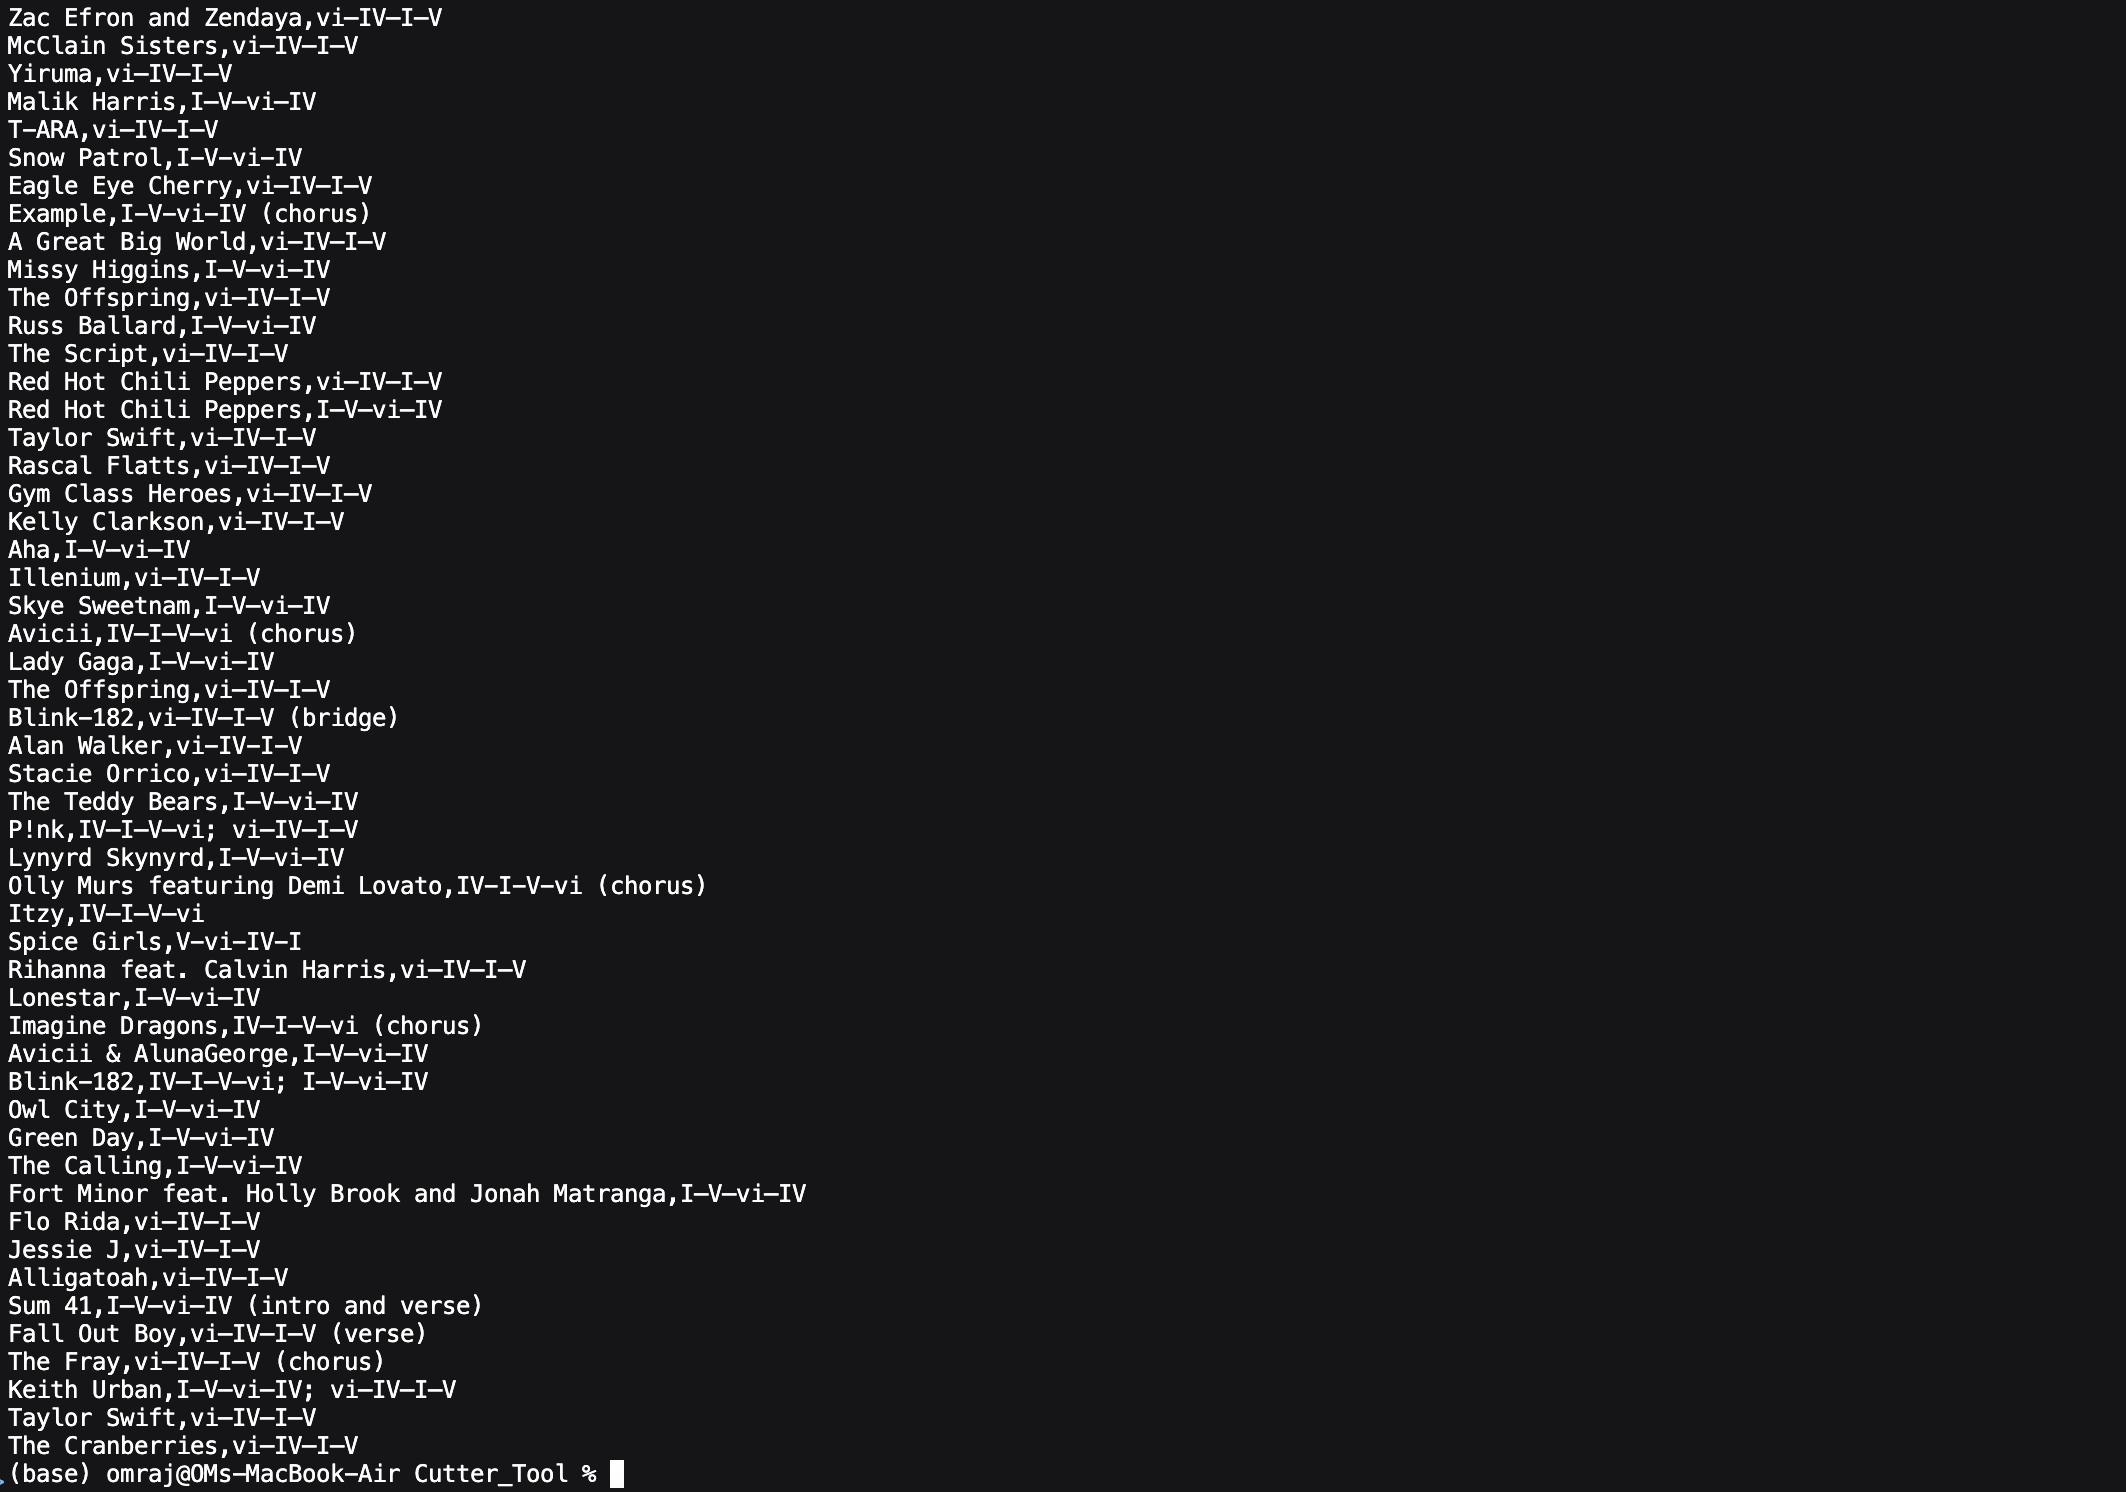 Zac Efron and Zendaya,vi–IV–I–V
McClain Sisters,vi–IV–I–V
Yiruma,vi–IV–I–V
Malik Harris,I–V–vi–IV
T-ARA,vi–IV–I–V
Snow Patrol,I-V-vi-IV
Eagle Eye Cherry,vi–IV–I–V
Example,I-V-vi-IV (chorus)
A Great Big World,vi–IV–I–V
Missy Higgins,I–V–vi–IV
The Offspring,vi–IV–I–V
Russ Ballard,I–V–vi–IV
The Script,vi–IV–I–V
Red Hot Chili Peppers,vi–IV–I–V
Red Hot Chili Peppers,I–V–vi–IV
Taylor Swift,vi–IV–I–V
Rascal Flatts,vi–IV–I–V
Gym Class Heroes,vi–IV–I–V
Kelly Clarkson,vi–IV–I–V
Aha,I–V–vi–IV
Illenium,vi–IV–I–V
Skye Sweetnam,I–V–vi–IV
Avicii,IV–I–V–vi (chorus)
Lady Gaga,I–V–vi–IV
The Offspring,vi–IV–I–V
Blink-182,vi–IV–I–V (bridge)
Alan Walker,vi-IV-I-V
Stacie Orrico,vi–IV–I–V
The Teddy Bears,I–V–vi–IV
P!nk,IV–I–V–vi; vi–IV–I–V
Lynyrd Skynyrd,I–V–vi–IV
Olly Murs featuring Demi Lovato,IV-I-V-vi (chorus)
Itzy,IV–I–V–vi
Spice Girls,V-vi-IV-I
Rihanna feat. Calvin Harris,vi–IV–I–V
Lonestar,I–V–vi–IV
Imagine Dragons,IV–I–V–vi (chorus)
Avicii & AlunaGeorge,I–V–vi–IV
Blink-182,IV–I–V–vi; I–V–vi–IV
Owl City,I–V–vi–IV
Green Day,I–V–vi–IV
The Calling,I–V–vi–IV
Fort Minor feat. Holly Brook and Jonah Matranga,I–V–vi–IV
Flo Rida,vi–IV–I–V
Jessie J,vi–IV–I–V
Alligatoah,vi–IV–I–V
Sum 41,I–V–vi–IV (intro and verse)
Fall Out Boy,vi–IV–I–V (verse)
The Fray,vi–IV–I–V (chorus)
Keith Urban,I–V–vi–IV; vi–IV–I–V
Taylor Swift,vi–IV–I–V
The Cranberries,vi–IV–I–V
(base) omraj@OMs-MacBook-Air Cutter_Tool %